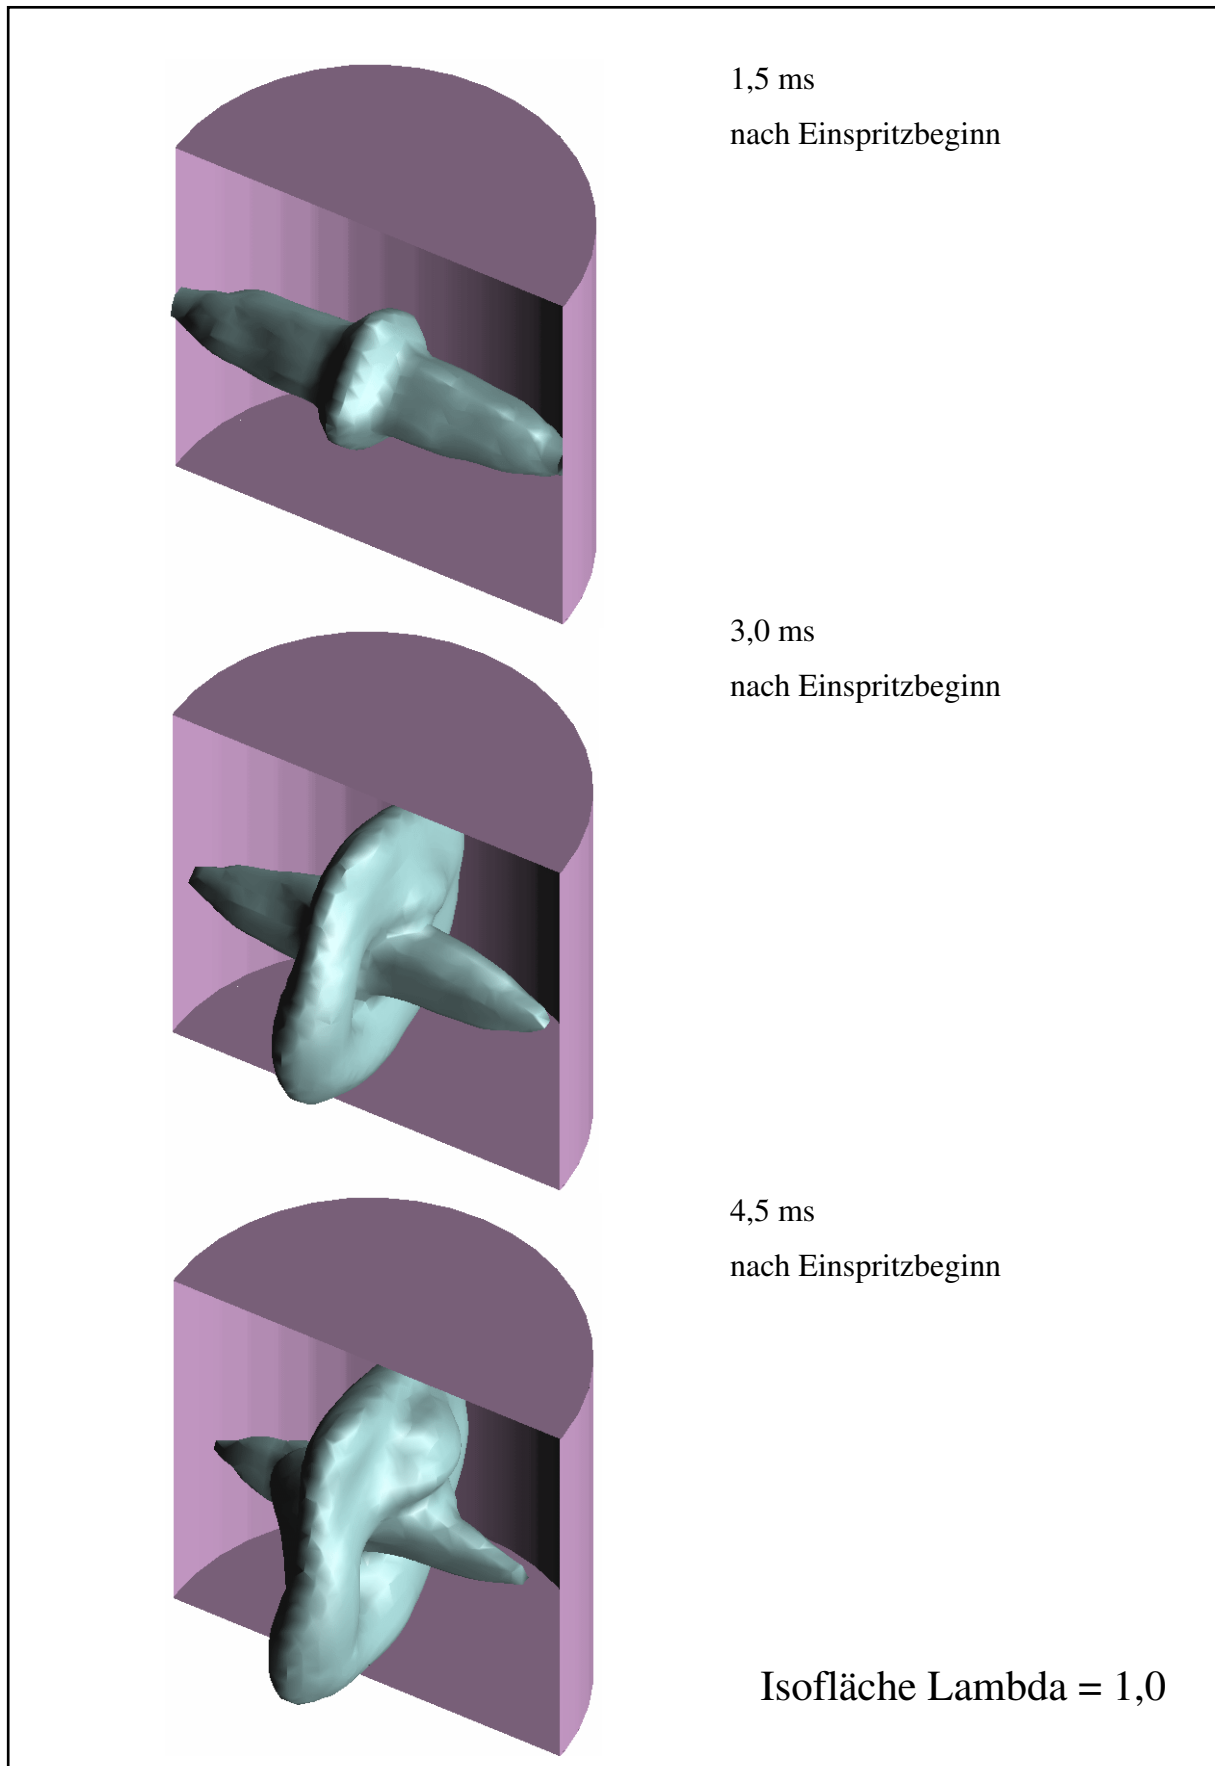 1,5 ms
nach Einspritzbeginn
3,0 ms
nach Einspritzbeginn
4,5 ms
nach Einspritzbeginn
Isofläche Lambda = 1,0